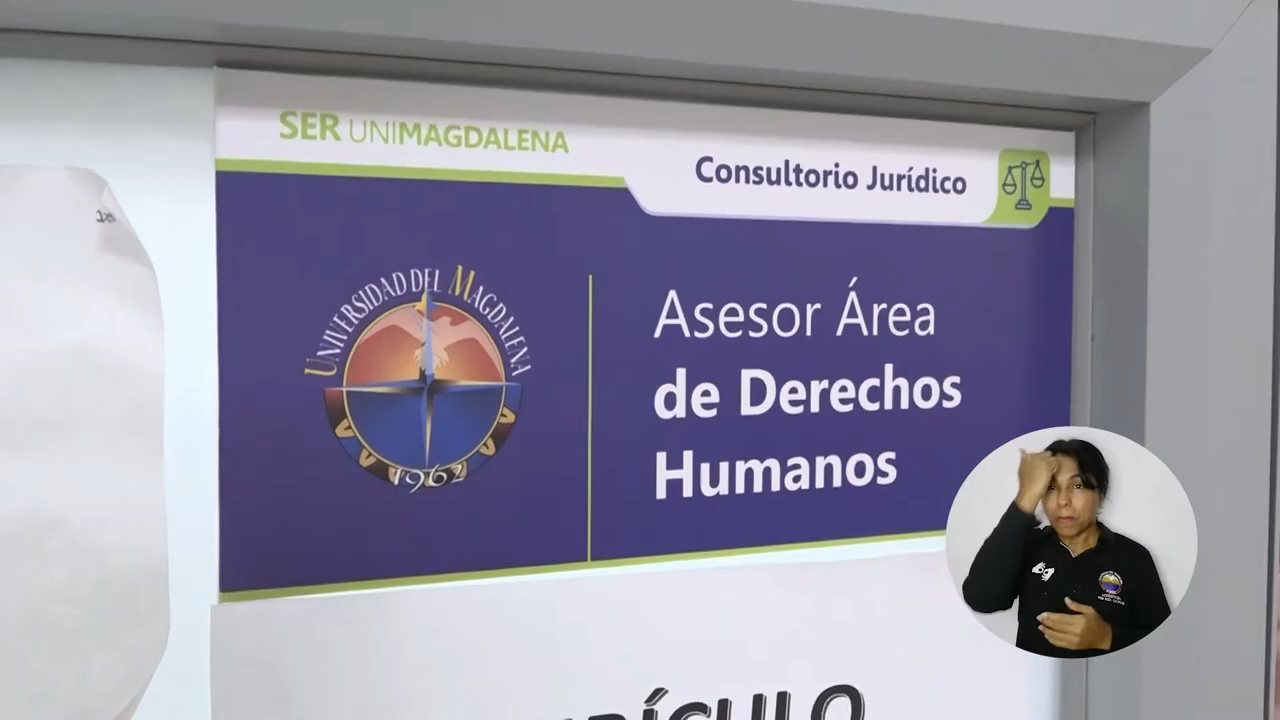 SER UNIMAGDALENA
Consultorio Jurídico
UNIVERSIDAD DEL MAGDALENA
1962
Asesor Área
de Derechos
Humanos